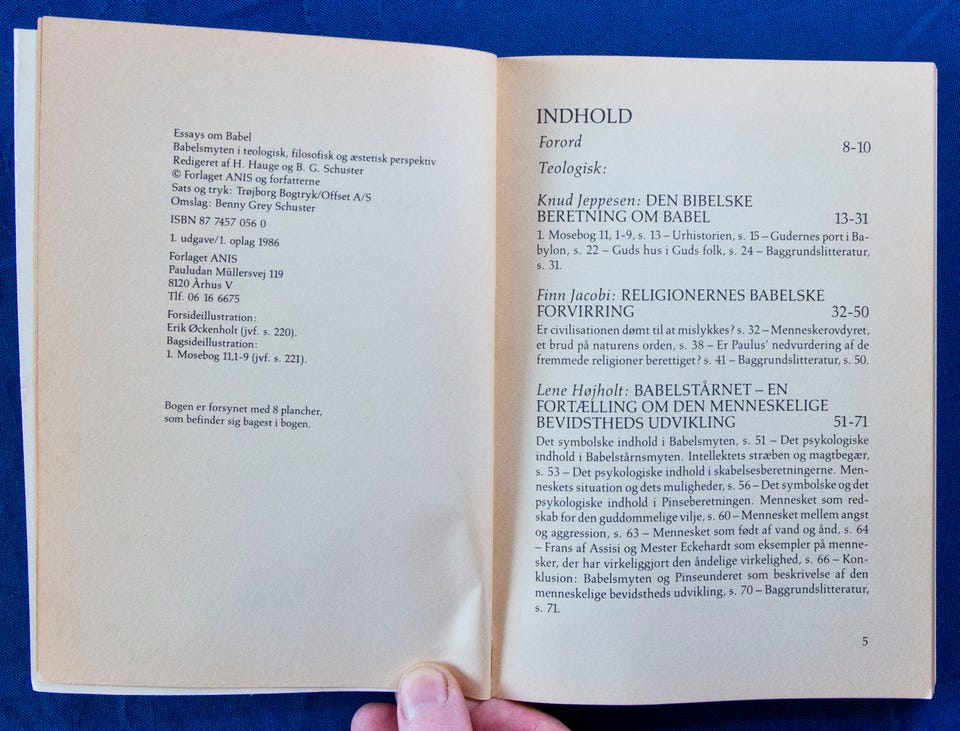 Essays om Babel
Babelsmyten i teologisk, filosofisk og æstetisk perspektiv
Redigeret af H. Hauge og B. G. Schuster
© Forlaget ANIS og forfatterne
Sats og tryk: Trøjborg Bogtryk/Offset A/S
Omslag: Benny Grey Schuster
ISBN 87 7457 056 0
1. udgave/1. oplag 1986
Forlaget ANIS
Pauludan Müllersvej 119
8120 Århus V
Tlf. 06 16 6675
Forsideillustration:
Erik Øckenholt (jvf. s. 220).
Bagsideillustration:
1. Mosebog 11,1-9 (jvf. s. 221).
Bogen er forsynet med 8 plancher,
som befinder sig bagest i bogen.
INDHOLD
Forord 8-10
Teologisk:
Knud Jeppesen: DEN BIBELSKE
BERETNING OM BABEL 13-31
1. Mosebog 11, 1-9, s. 13 – Urhistorien, s. 15 – Gudernes port i Ba-
bylon, s. 22 – Guds hus i Guds folk, s. 24 – Baggrundslitteratur,
s. 31.
Finn Jacobi: RELIGIONERNES BABELSKE
FORVIRRING 32-50
Er civilisationen dømt til at mislykkes? s. 32 – Menneskerovdyret,
et brud på naturens orden, s. 38 – Er Paulus' nedvurdering af de
fremmede religioner berettiget? s. 41 – Baggrundslitteratur, s. 50.
Lene Højholt: BABELSTÅRNET – EN
FORTÆLLING OM DEN MENNESKELIGE
BEVIDSTHEDS UDVIKLING 51-71
Det symbolske indhold i Babelsmyten, s. 51 – Det psykologiske
indhold i Babelstårnsmyten. Intellektets stræben og magtbegær,
s. 53 – Det psykologiske indhold i skabelsesberetningerne. Men-
neskets situation og dets muligheder, s. 56 – Det symbolske og det
psykologiske indhold i Pinseberetningen. Mennesket som red-
skab for den guddommelige vilje, s. 60 – Mennesket mellem angst
og aggression, s. 63 – Mennesket som født af vand og ånd, s. 64
– Frans af Assisi og Mester Eckehardt som eksempler på menne-
sker, der har virkeliggjort den åndelige virkelighed, s. 66 – Kon-
klusion: Babelsmyten og Pinseunderet som beskrivelse af den
menneskelige bevidstheds udvikling, s. 70 – Baggrundslitteratur,
s. 71.
5